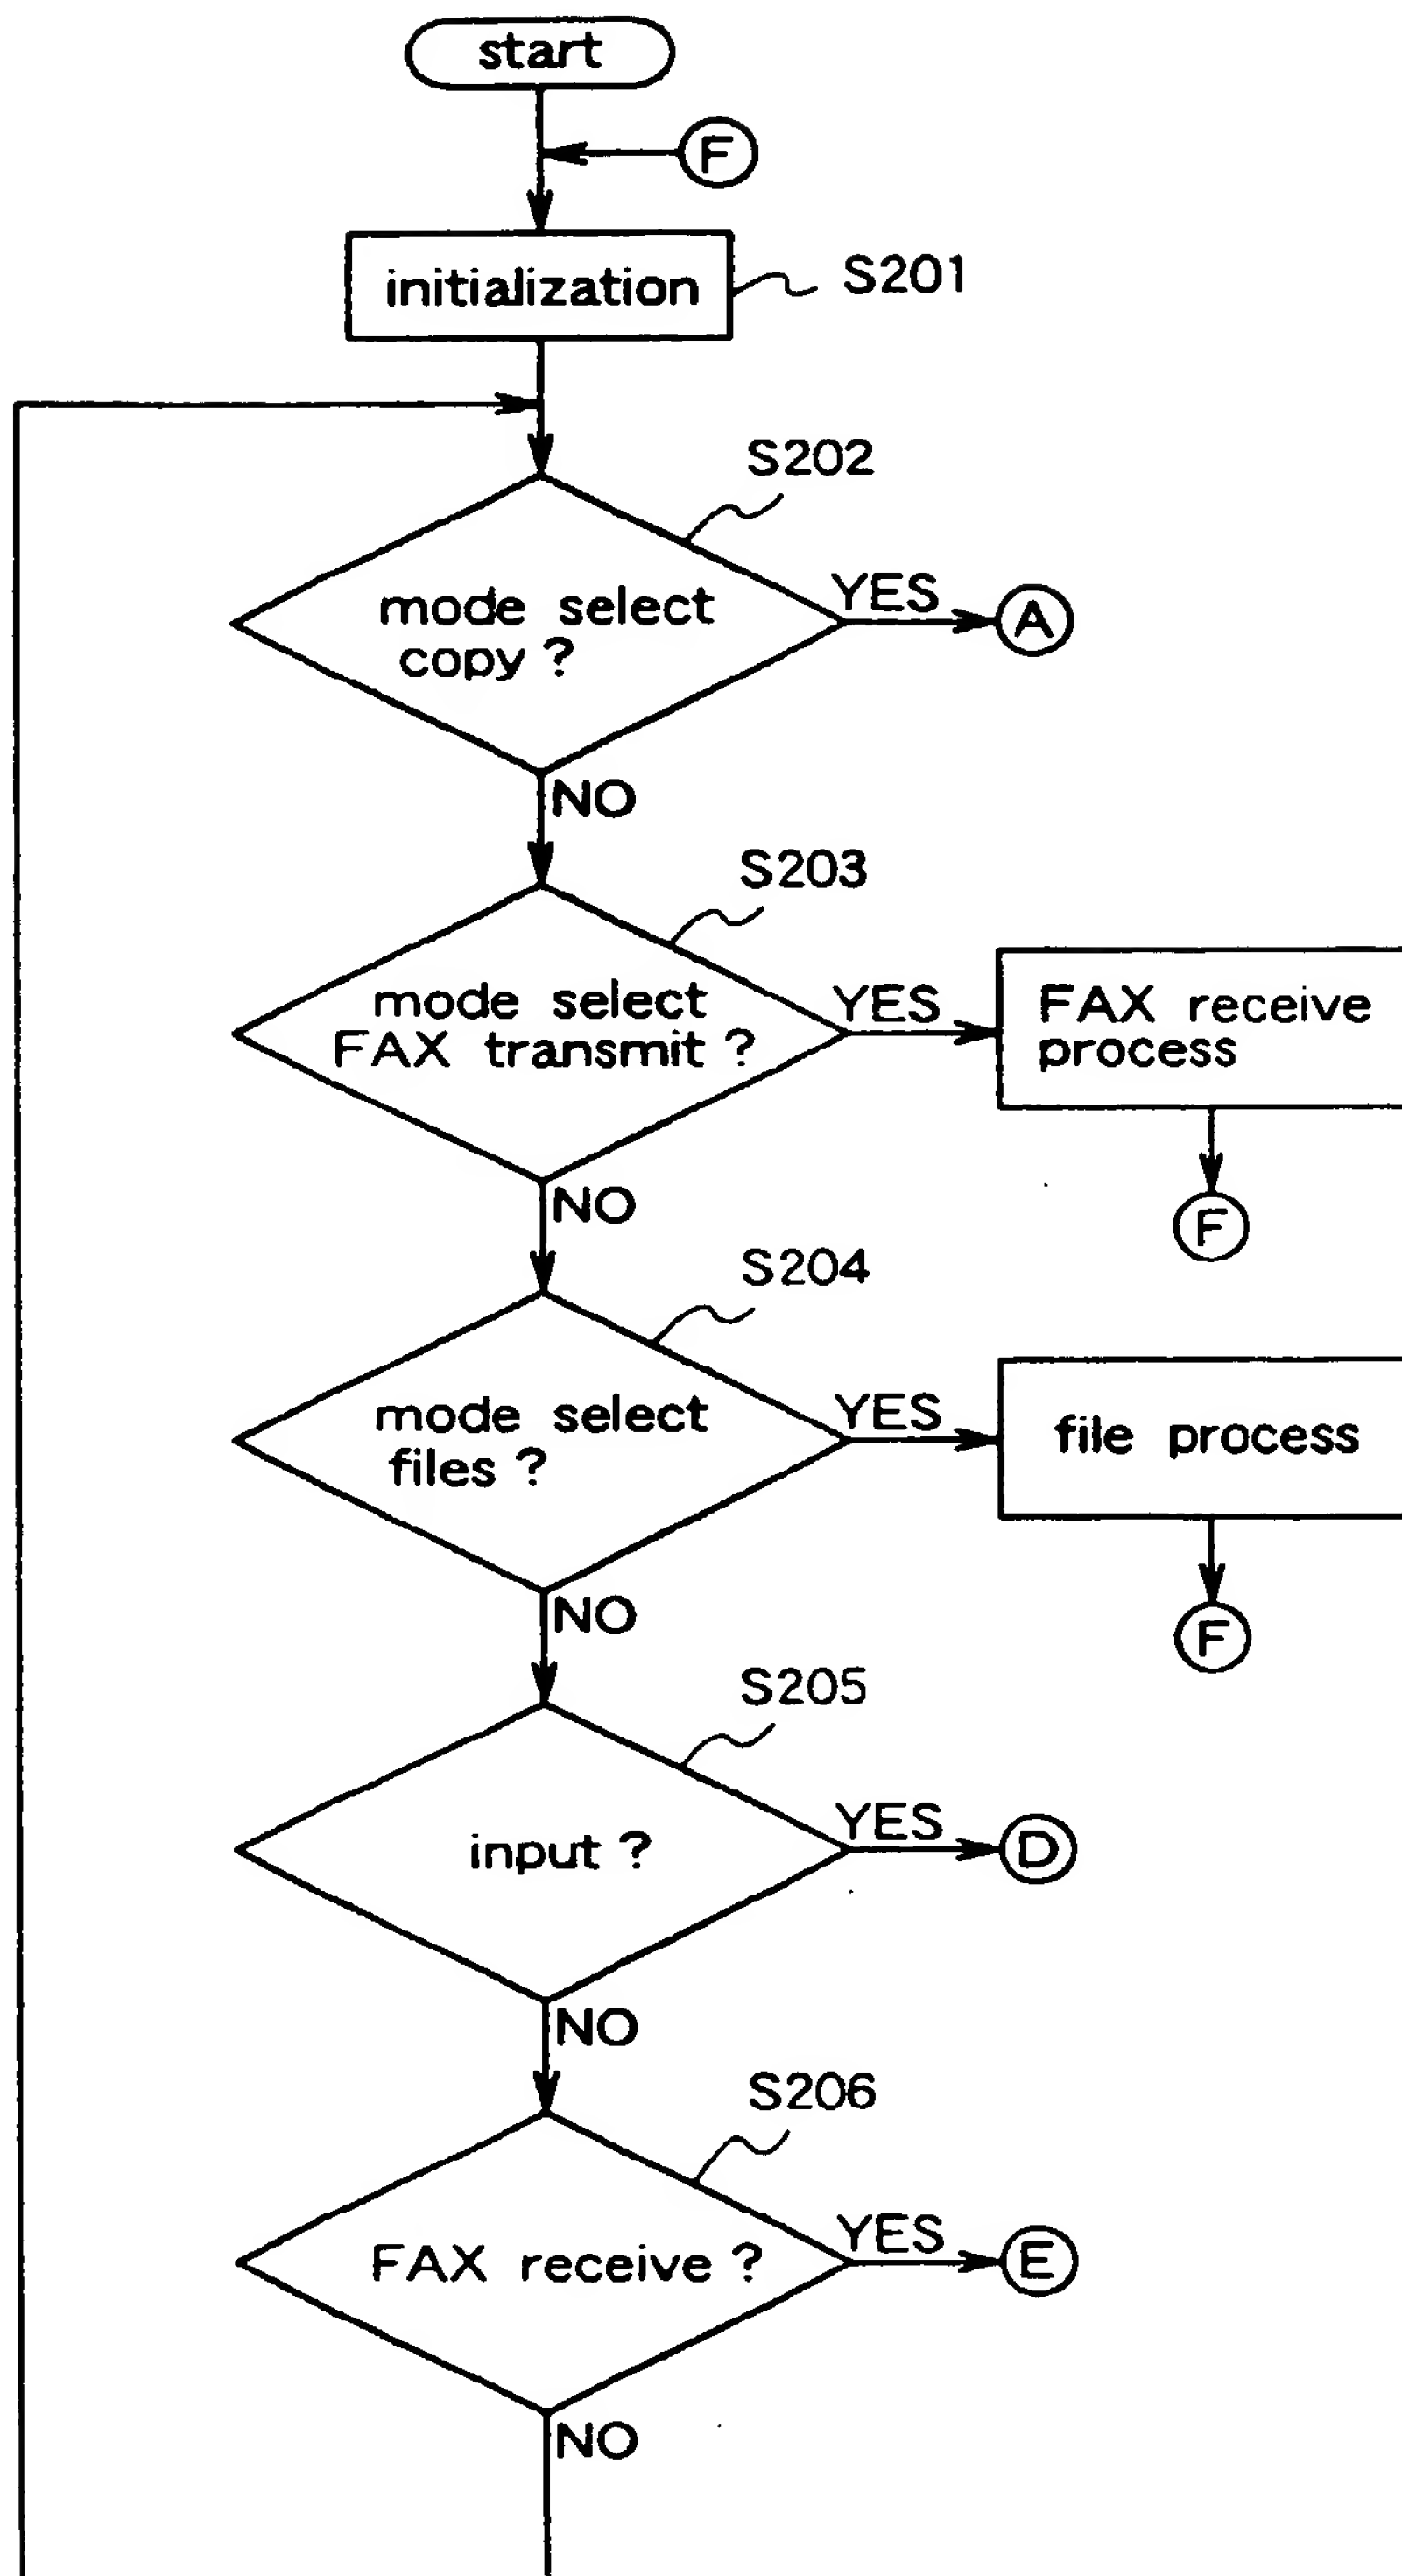 start
F
initialization
S201
S202
mode select
copy ?
YES
A
NO
S203
mode select
FAX transmit ?
YES
FAX receive
process
NO
F
S204
mode select
files ?
YES
file process
NO
F
S205
input ?
YES
D
NO
S206
FAX receive ?
YES
E
NO